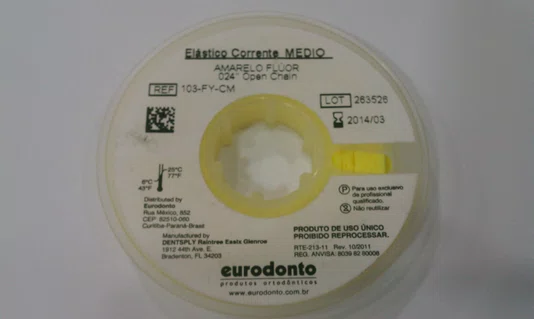 Elástico Corrente MEDIO
AMARELO FLÚOR
024" Open Chain
REF 103-FY-CM
LOT 263526
2014/03
25°C
77°F
6°C
43°F
Distributed by
Eurodonto
Rua México, 852
CEP 82510-060
Curitiba-Paraná-Brasil
Manufactured by
DENTSPLY Raintree Essix Glenroe
1812 44th Ave. E.
Bradenton, FL 34203
P Para uso exclusivo
de profissional
qualificado.
Não reutilizar
PRODUTO DE USO ÚNICO
PROIBIDO REPROCESSAR.
RTE-213-11 Rev. 10/2011
REG. ANVISA: 8039 82 90008
eurodonto
produtos ortodônticos
www.eurodonto.com.br